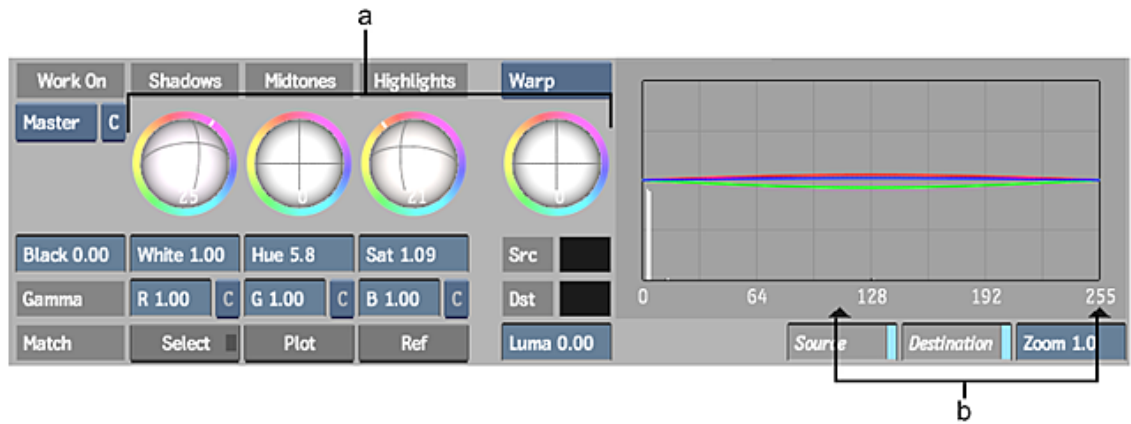 a
Work On Shadows Midtones Highlights Warp
Master C
25 0 21 0
Black 0.00 White 1.00 Hue 5.8 Sat 1.09 Src
Gamma R 1.00 C G 1.00 C B 1.00 C Dst
0 64 128 192 255
Match Select Plot Ref Luma 0.00 Source Destination Zoom 1.0
b